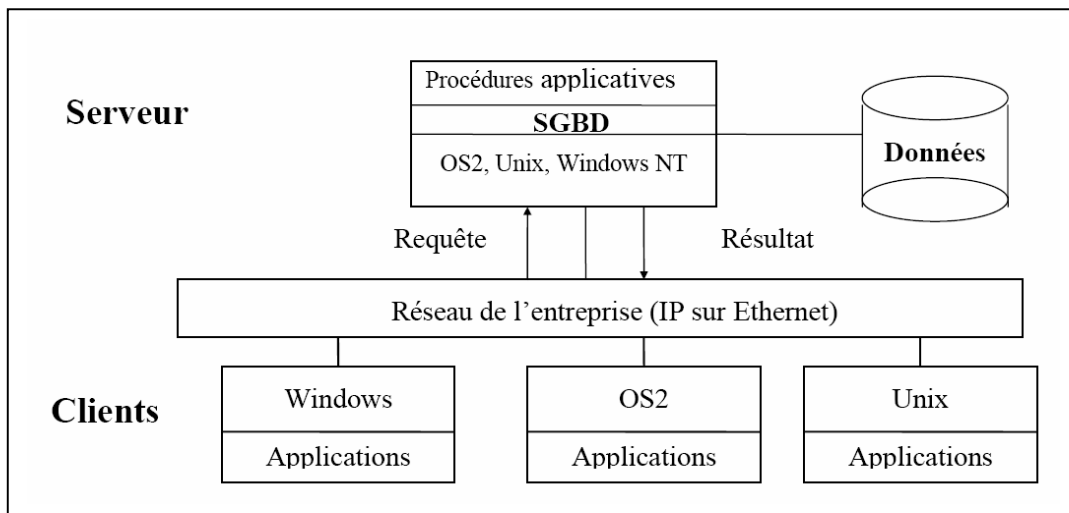 Procédures applicatives
Serveur
SGBD
Données
OS2, Unix, Windows NT
Requête
Résultat
Réseau de l’entreprise (IP sur Ethernet)
Clients
Windows
OS2
Unix
Applications
Applications
Applications